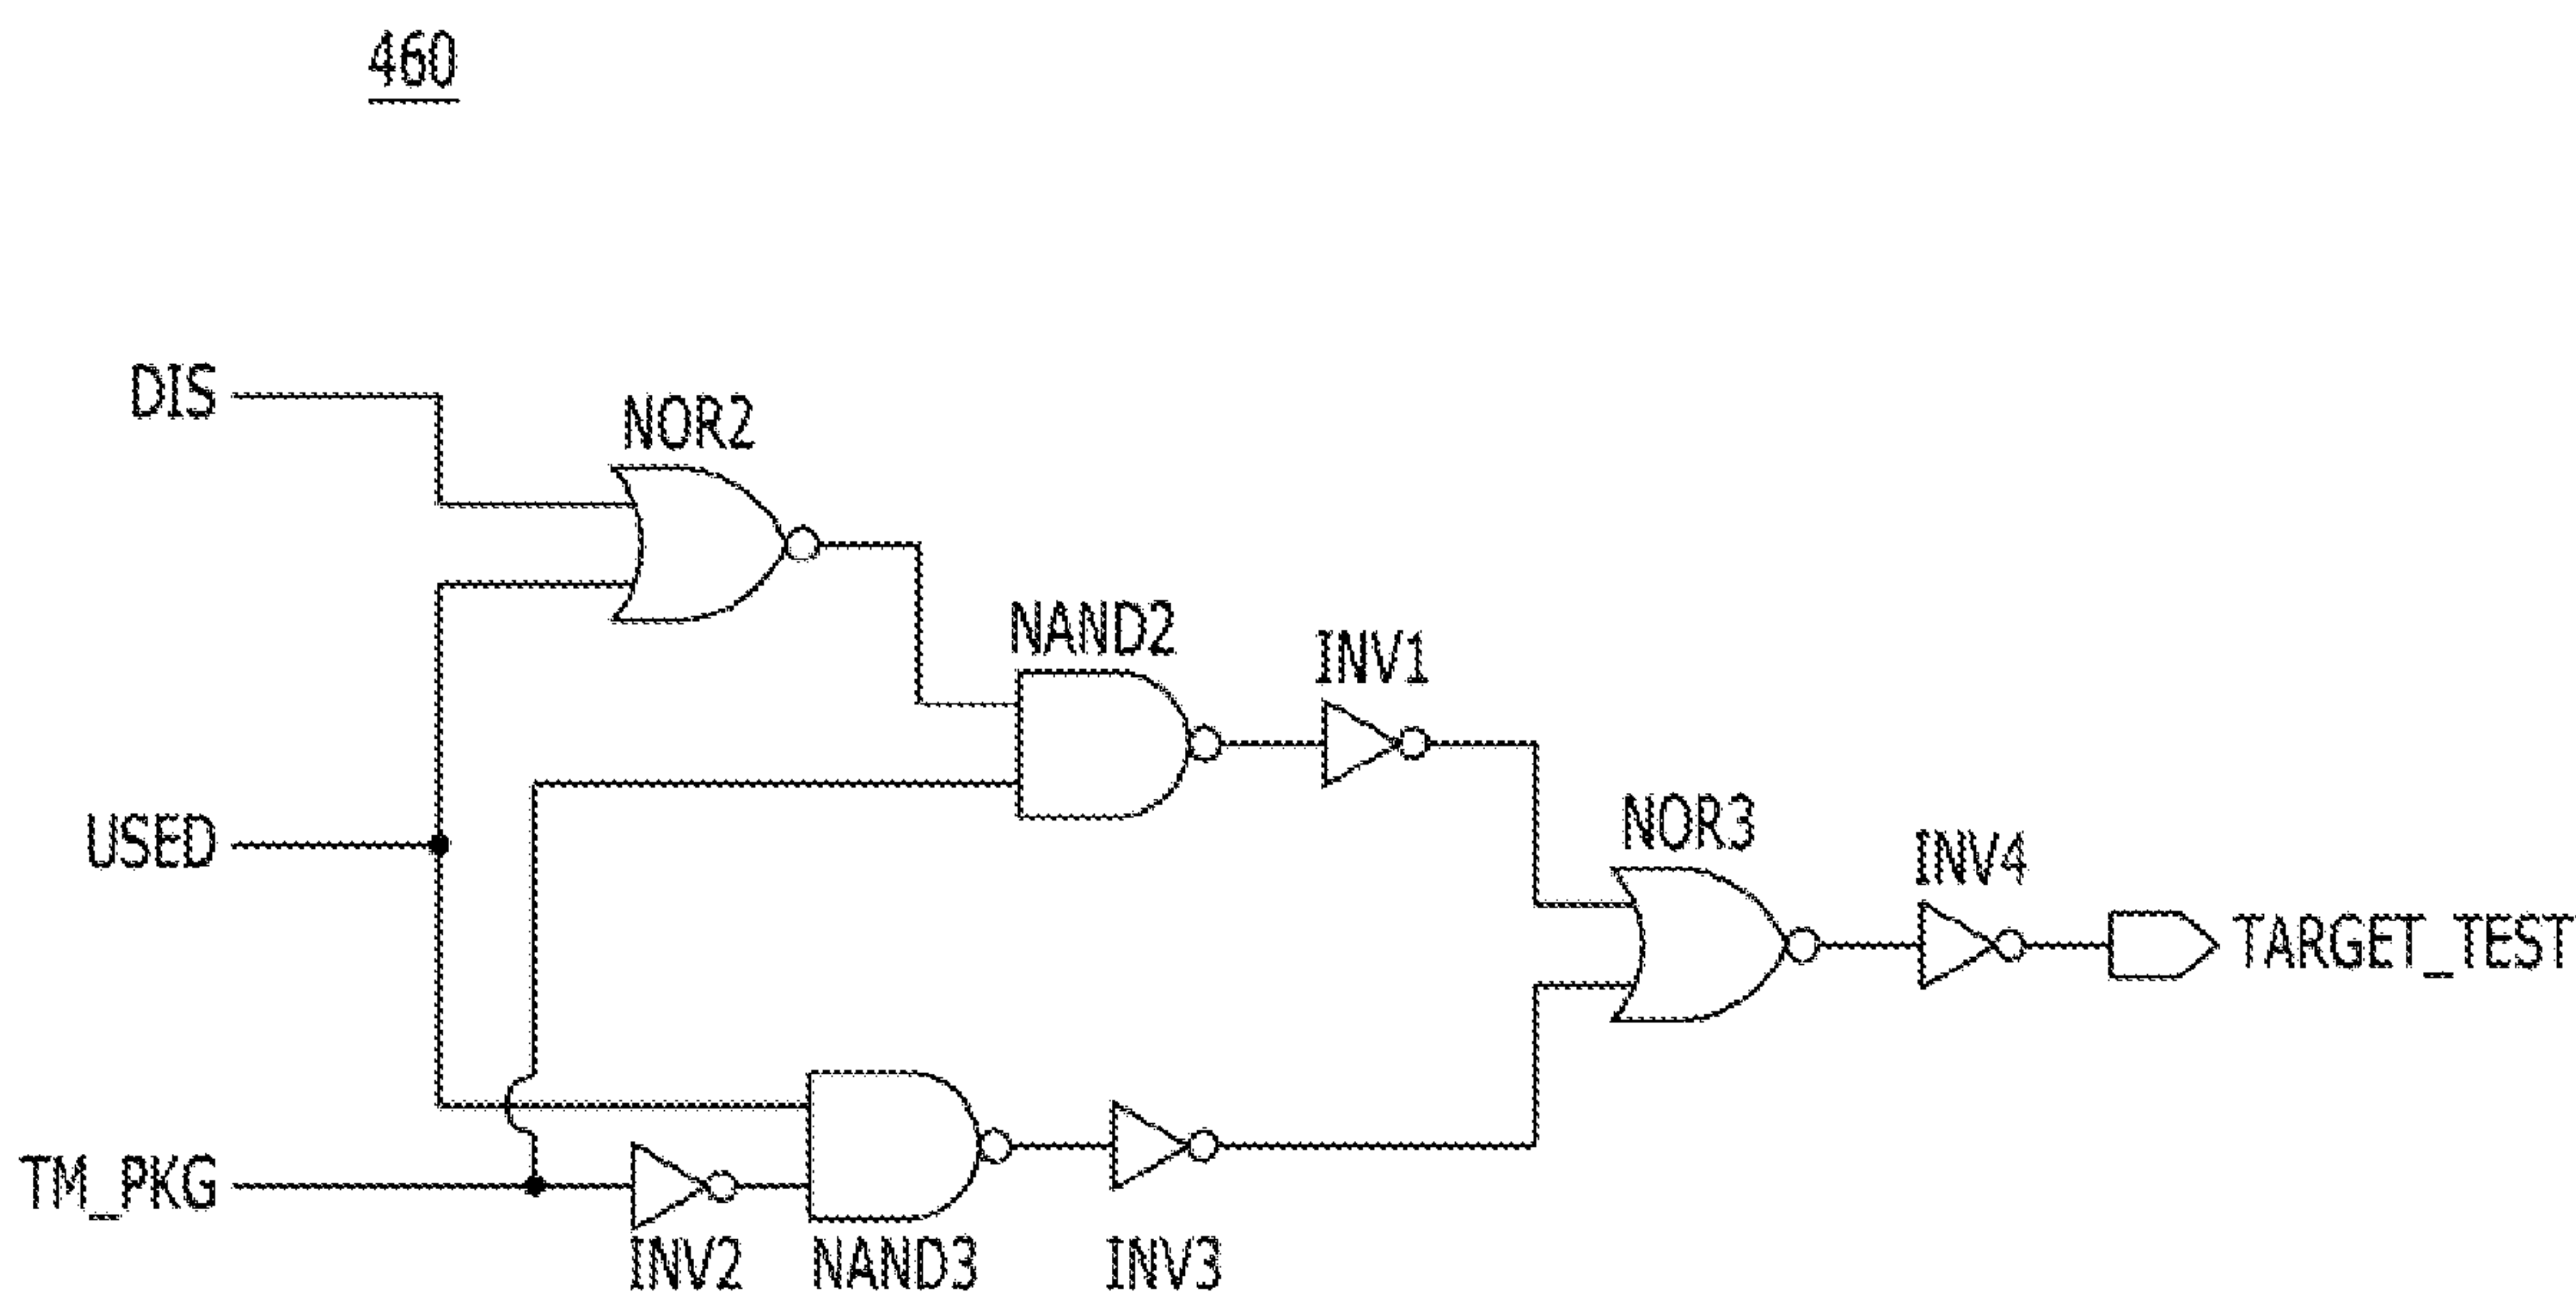 460
DIS
NOR2
NAND2
INV1
USED
NOR3
INV4
TARGET_TEST
TM_PKG
INV2
NAND3
INV3